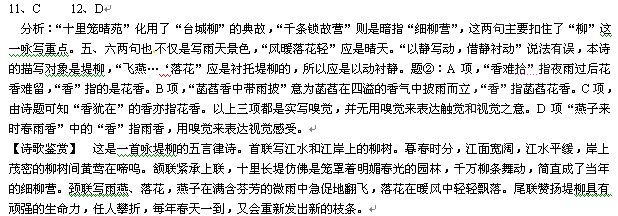 11、C      12、D
分析：“十里笼晴苑”化用了“台城柳”的典故，“千条锁故营”则是暗指“细柳营”，这两句主要扣住了“柳”这
一咏写重点。五、六两句也不仅是写雨天景色，“风暖落花轻”应是晴天。“以静写动，借静衬动”说法有误，本诗
的描写对象是堤柳，“飞燕…‘落花”应是衬托堤柳的，所以应是以动衬静。题②：A 项，“香难拾”指夜雨过后花
香难留，“香”指的是花香。B 项，“菡萏香中带雨披”意为菡萏在四溢的香气中披雨而立，“香”指菡萏花香。C 项，
由诗题可知“香犹在”的香亦指花香。以上三项都是实写嗅觉，并无用嗅觉来表达触觉和视觉之意。D 项“燕子来
时春雨香”中的“香”指雨香，用嗅觉来表达视觉感受。
【诗歌鉴赏】  这是一首咏堤柳的五言律诗。首联写江水和江岸上的柳树。暮春时分，江面宽阔，江水平缓，岸上
茂密的柳树间黄莺在啼鸣。颔联紧承上联，十里长堤仿佛是笼罩着明媚春光的园林，千万柳条舞动，简直成了当年
的细柳营。颈联写雨燕、落花，燕子在满含芬芳的微雨中急促地翻飞，落花在暖风中轻轻飘落。尾联赞扬堤柳具有
顽强的生命力，任人攀折，每年春天一到，又会重新发出新的枝条。